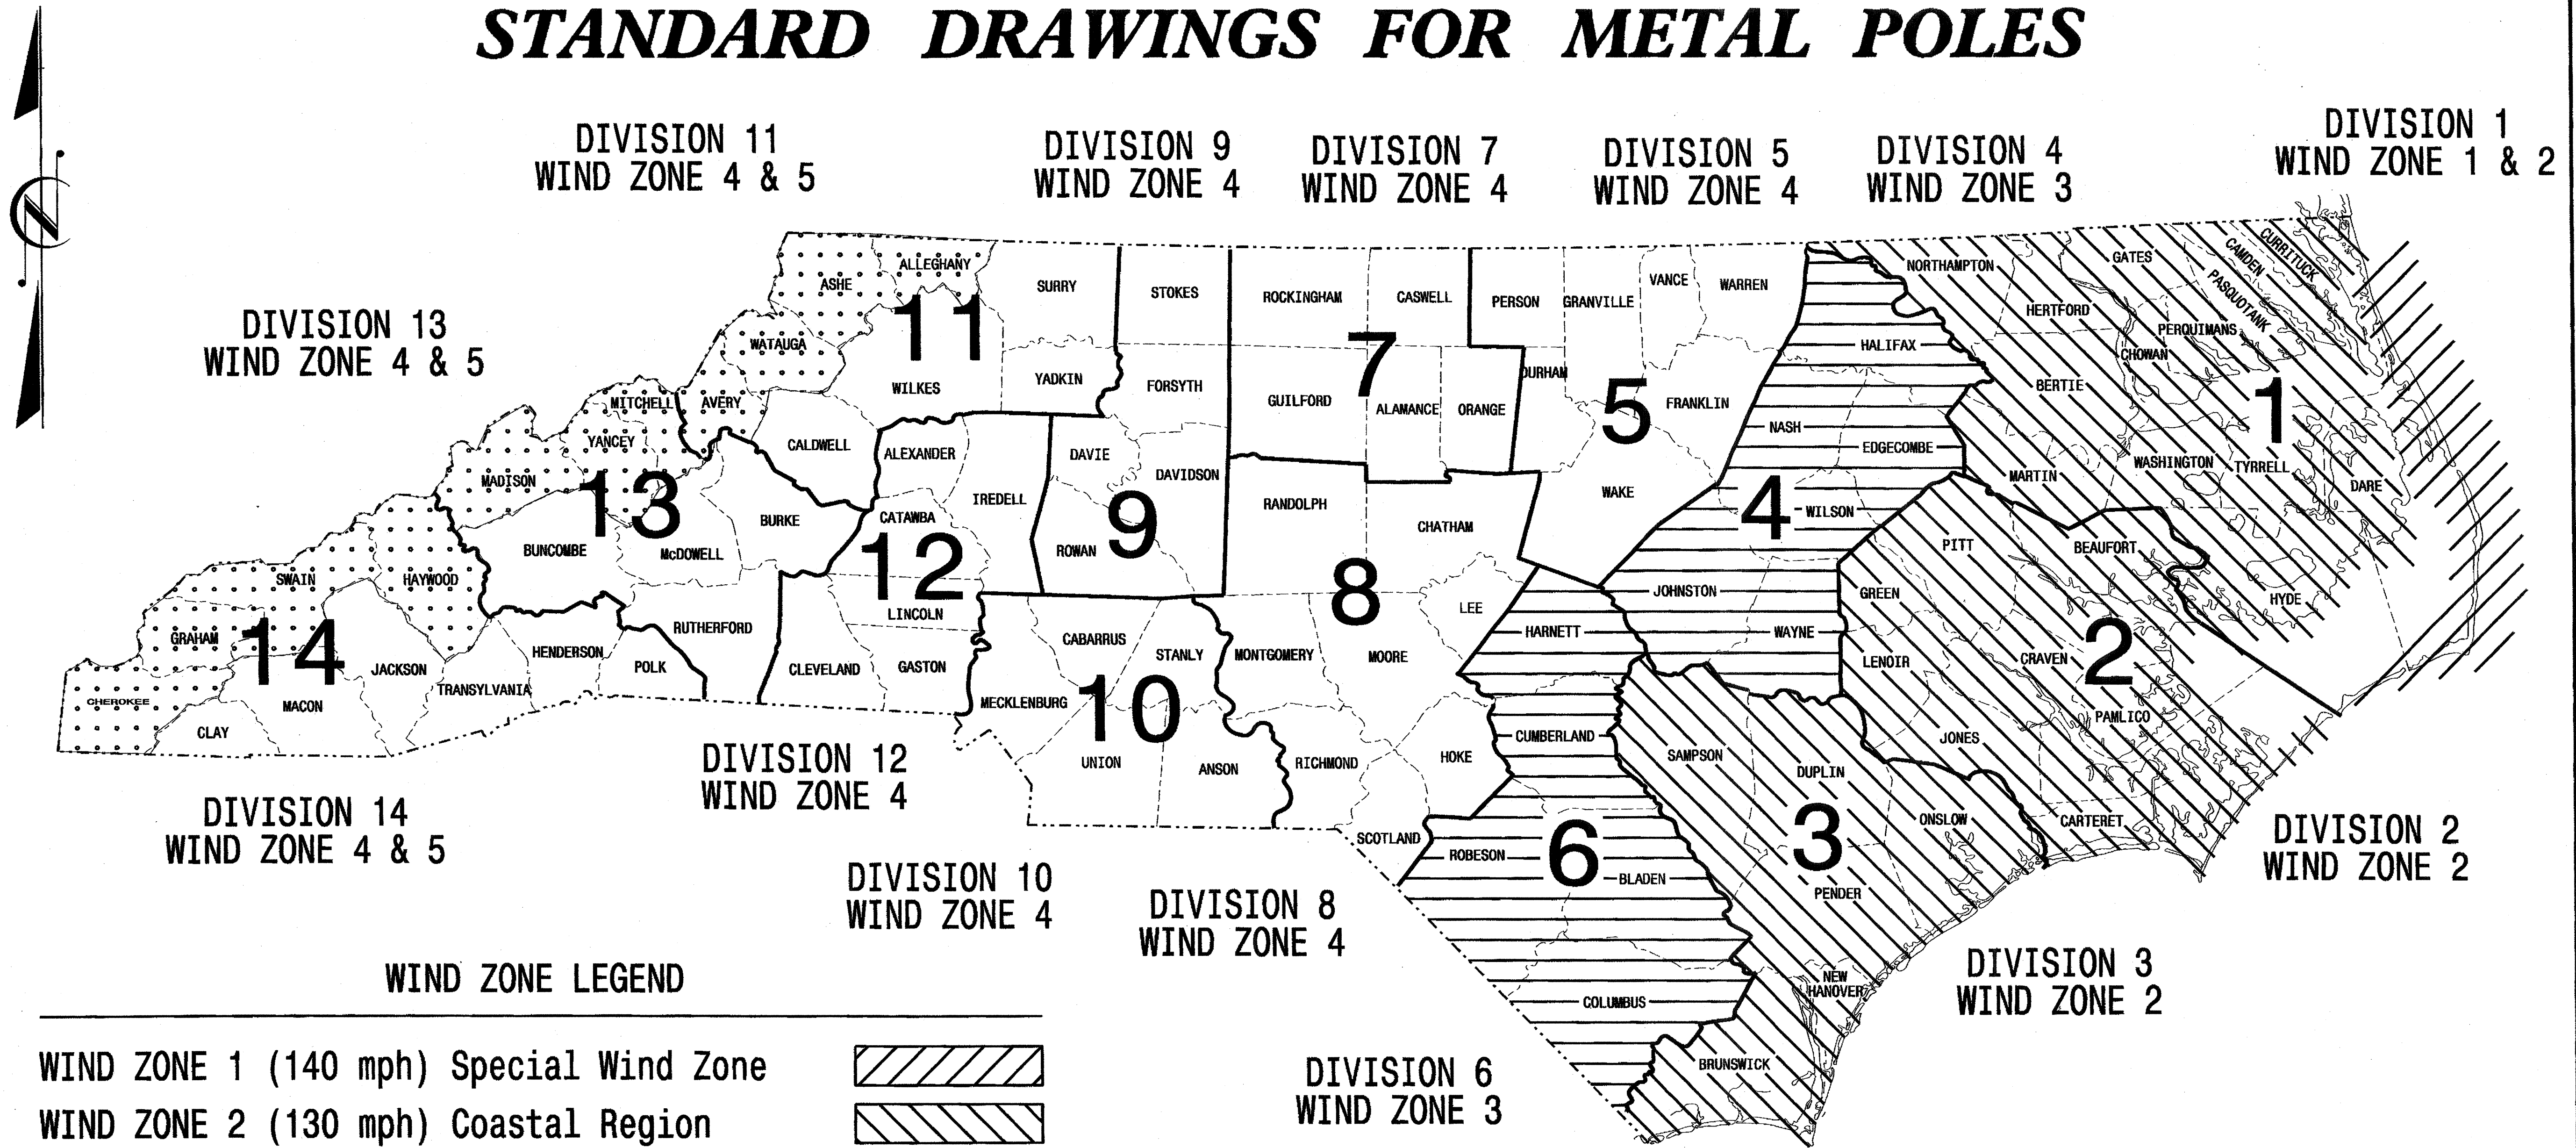 STANDARD DRAWINGS FOR METAL POLES
DIVISION 11
WIND ZONE 4 & 5
DIVISION 9
WIND ZONE 4
DIVISION 7
WIND ZONE 4
DIVISION 5
WIND ZONE 4
DIVISION 4
WIND ZONE 3
DIVISION 1
WIND ZONE 1 & 2
DIVISION 13
WIND ZONE 4 & 5
N
ASHE
ALLEGHANY
WATAUGA
11
WILKES
SURRY
YADKIN
AVERY
CALDWELL
MITCHELL
YANCEY
MADISON
13
BUNCOMBE
McDOWELL
BURKE
RUTHERFORD
SWAIN
HAYWOOD
GRAHAM
14
JACKSON
CHEROKEE
MACON
CLAY
TRANSYLVANIA
HENDERSON
POLK
ALEXANDER
IREDELL
CATAWBA
12
LINCOLN
CLEVELAND
GASTON
STOKES
FORSYTH
DAVIE
DAVIDSON
9
ROWAN
CABARRUS
STANLY
MECKLENBURG
10
UNION
ANSON
ROCKINGHAM
CASWELL
7
GUILFORD
ALAMANCE
ORANGE
RANDOLPH
CHATHAM
8
LEE
MONTGOMERY
MOORE
RICHMOND
HOKE
SCOTLAND
PERSON
GRANVILLE
VANCE
WARREN
DURHAM
5
FRANKLIN
WAKE
HALIFAX
NASH
EDGECOMBE
4
WILSON
JOHNSTON
WAYNE
HARNETT
CUMBERLAND
6
ROBESON
BLADEN
COLUMBUS
NORTHAMPTON
GATES
CAMDEN
CURRITUCK
PASQUOTANK
HERTFORD
PERQUIMANS
CHOWAN
BERTIE
1
MARTIN
WASHINGTON
TYRRELL
DARE
HYDE
PITT
BEAUFORT
GREEN
LENOIR
CRAVEN
2
PAMLICO
JONES
CARTERET
SAMPSON
DUPLIN
3
ONSLOW
PENDER
NEW
HANOVER
BRUNSWICK
DIVISION 14
WIND ZONE 4 & 5
DIVISION 12
WIND ZONE 4
DIVISION 10
WIND ZONE 4
DIVISION 8
WIND ZONE 4
DIVISION 6
WIND ZONE 3
DIVISION 2
WIND ZONE 2
DIVISION 3
WIND ZONE 2
WIND ZONE LEGEND
WIND ZONE 1 (140 mph) Special Wind Zone
WIND ZONE 2 (130 mph) Coastal Region